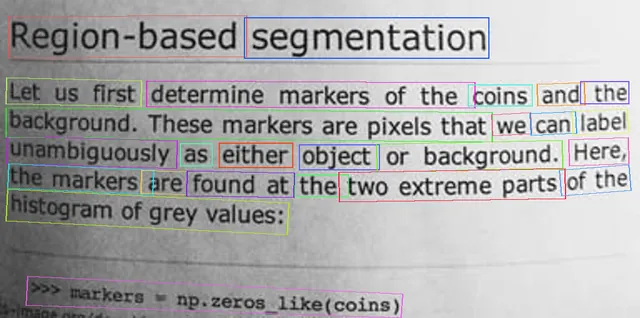 Region-based segmentation
Let us first determine markers of the coins and the
background. These markers are pixels that we can label
unambiguously as either object or background. Here,
the markers are found at the two extreme parts of the
histogram of grey values:
>>> markers = np.zeros_like(coins)